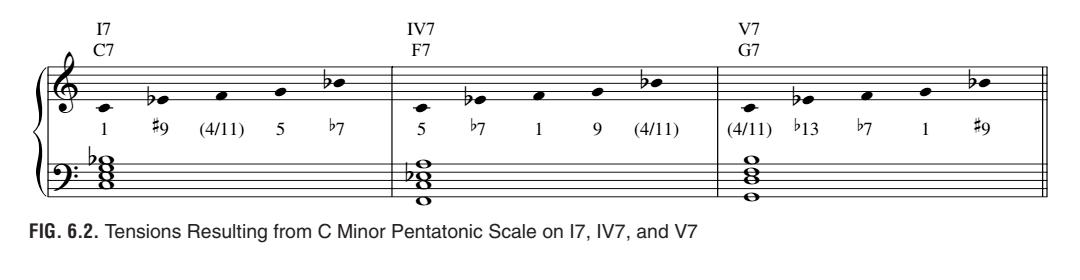 I7 IV7 V7
C7 F7 G7
1 ♯9 (4/11) 5 ♭7 5 ♭7 1 9 (4/11) (4/11) ♭13 ♭7 1 ♯9
FIG. 6.2. Tensions Resulting from C Minor Pentatonic Scale on I7, IV7, and V7